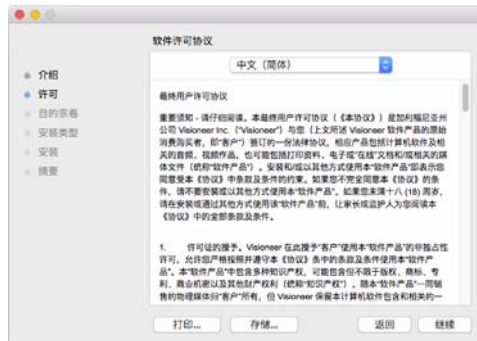 软件许可协议
中文（简体）
介绍
许可
目的宗卷
安装类型
安装
摘要
最终用户许可协议
重要须知 - 请仔细阅读。本最终用户许可协议（《本协议》）是加利福尼亚州
公司 Visioneer Inc.（“Visioneer”）与您（上文所述 Visioneer 软件产品的原始
消费购买者，即“客户”）签订的一份法律协议。相应产品包括计算机软件及相
关的音频、视频作品，也可能包括打印资料、电子或“在线”文档和/或相关的媒
体文件（统称“软件产品”）。安装和/或以其他方式使用本“软件产品”即表示您
同意受本《协议》中条款及条件的约束。如果您不完全同意本《协议》的条
件，请不要安装或以其他方式使用本“软件产品”。如果您未满十八 (18) 周岁，
请在安装或通过其他方式使用该“软件产品”前，让家长或监护人为您阅读本
《协议》中的全部条款及条件。
1. 许可证的授予。Visioneer 在此授予“客户”使用本“软件产品”的非独占性
许可，允许您严格按照并遵守本《协议》条中的条款及条件使用本“软件产
品”。本“软件产品”中包含多种知识产权，可能包含但不限于版权、商标、专
利、商业机密以及其他财产权利（统称“知识产权”）。随本“软件产品”一同销
售的物理媒体归“客户”所有，但 Visioneer 保留本计算机软件包含和相关的一
打印...
存储...
返回
继续